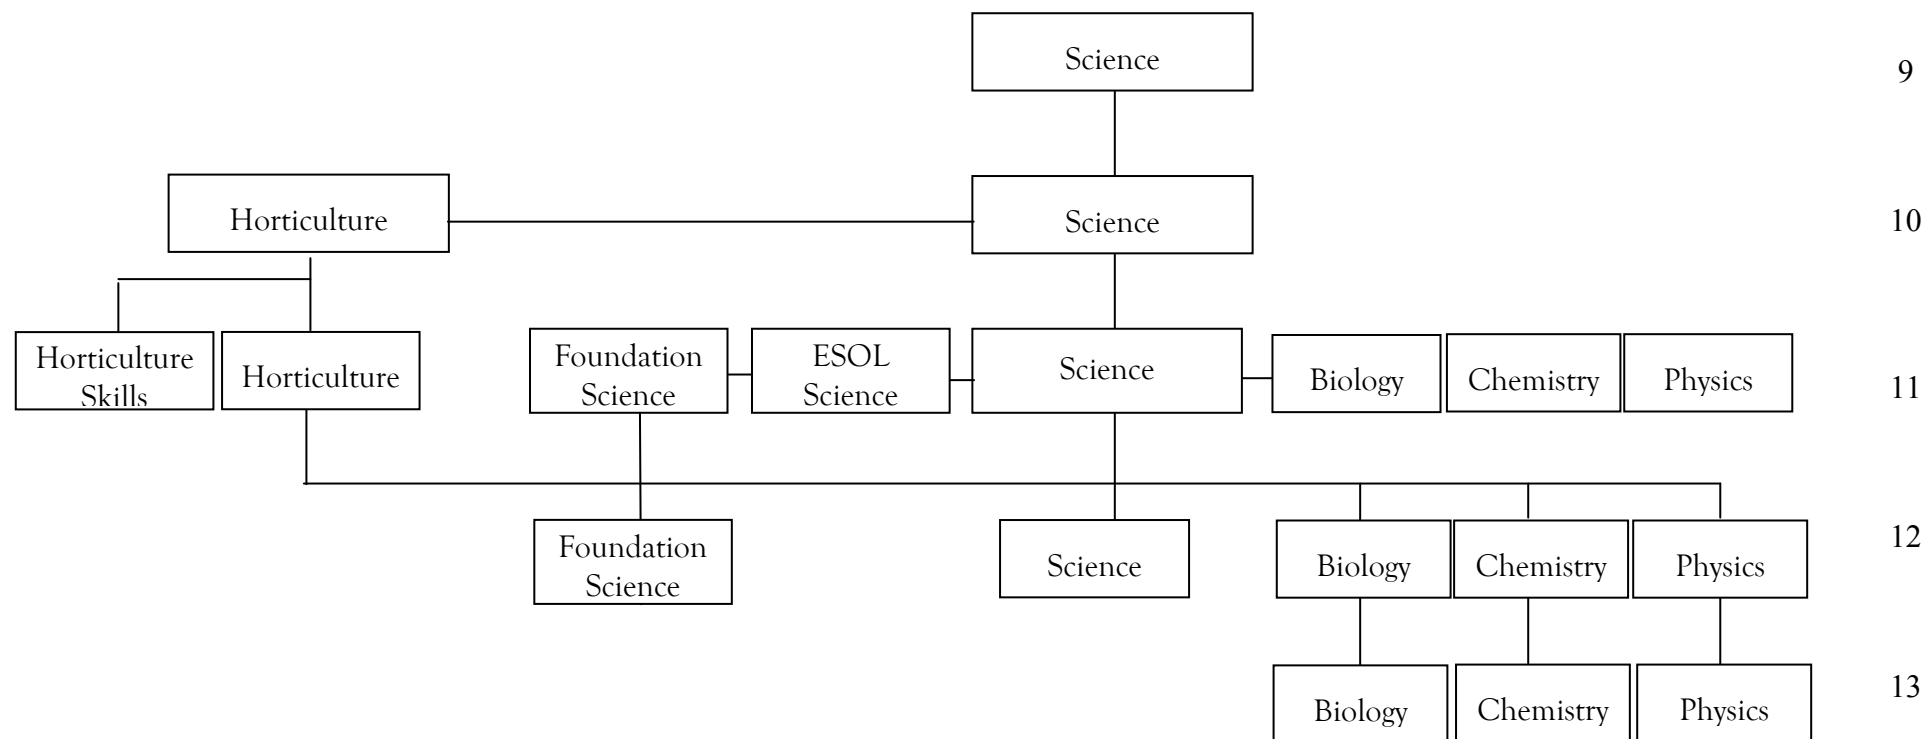 Science
9
Horticulture
Science
10
Horticulture
Skills
Horticulture
Foundation
Science
ESOL
Science
Science
Biology
Chemistry
Physics
11
Foundation
Science
Science
Biology
Chemistry
Physics
12
Biology
Chemistry
Physics
13